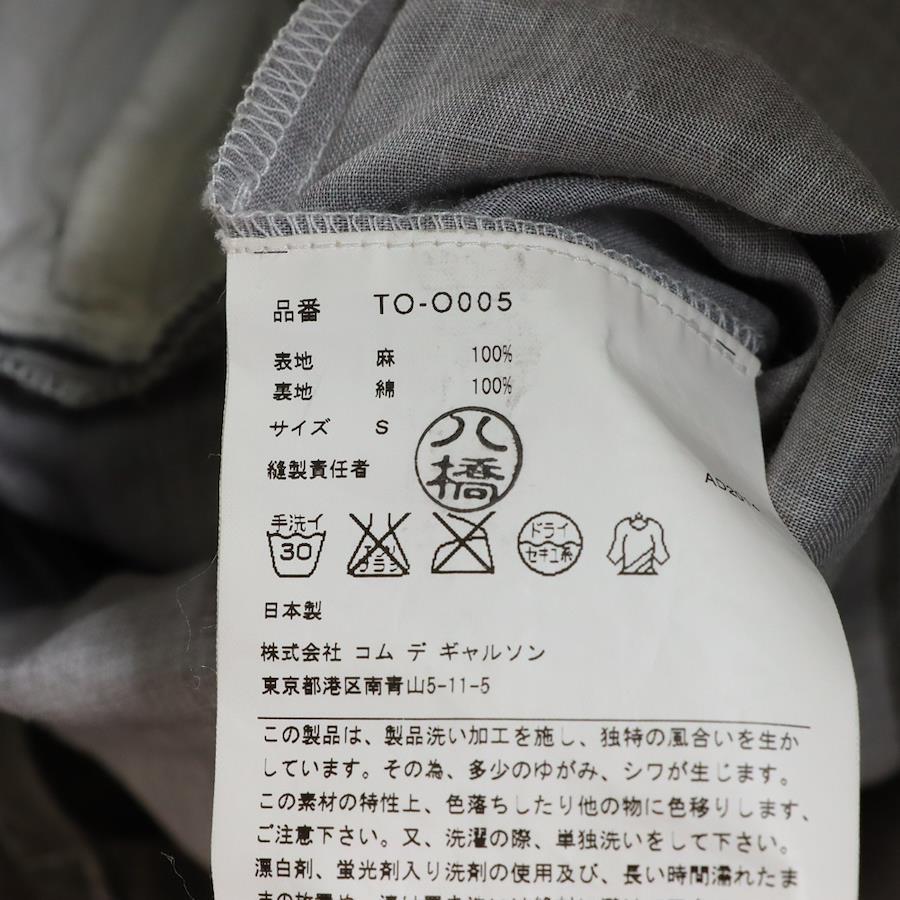 品番 TO-O005
表地 麻 100%
裏地 綿 100%
サイズ S
八橋
縫製責任者
手洗イ
30
ドライ
セキユ系
日本製
株式会社 コム デ ギャルソン
東京都港区南青山5-11-5
この製品は、製品洗い加工を施し、独特の風合いを生か
しています。その為、多少のゆがみ、シワが生じます。
この素材の特性上、色落ちしたり他の物に色移りします、
ご注意下さい。又、洗濯の際、単独洗いをして下さい。
漂白剤、蛍光剤入り洗剤の使用及び、長い時間濡れたま